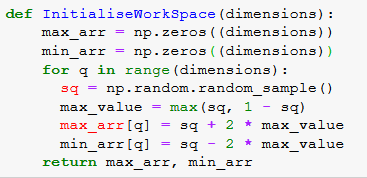 def InitialiseWorkSpace(dimensions):
    max_arr = np.zeros((dimensions))
    min_arr = np.zeros((dimensions))
    for q in range(dimensions):
        sq = np.random.random_sample()
        max_value = max(sq, 1 - sq)
        max_arr[q] = sq + 2 * max_value
        min_arr[q] = sq - 2 * max_value
    return max_arr, min_arr